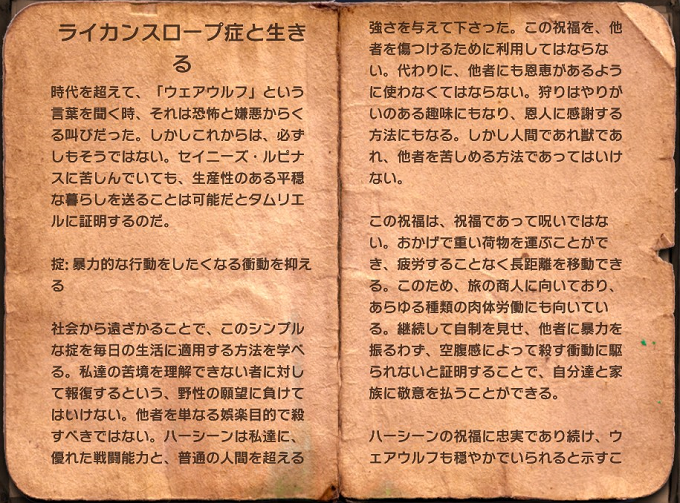 ライカンスロープ症と生き
る
時代を超えて、「ウェアウルフ」という
言葉を聞く時、それは恐怖と嫌悪からく
る叫びだった。しかしこれからは、必ず
しもそうではない。セイニーズ・ルピナ
スに苦しんでいても、生産性のある平穏
な暮らしを送ることは可能だとタムリエ
ルに証明するのだ。
掟: 暴力的な行動をしたくなる衝動を抑え
る
社会から遠ざかることで、このシンプル
な掟を毎日の生活に適用する方法を学べ
る。私達の苦境を理解できない者に対し
て報復するという、野性の願望に負けて
はいけない。他者を単なる娯楽目的で殺
すべきではない。ハーシーンは私達に、
優れた戦闘能力と、普通の人間を超える
強さを与えて下さった。この祝福を、他
者を傷つけるために利用してはならな
い。代わりに、他者にも恩恵があるよう
に使わなくてはならない。狩りはやりが
いのある趣味にもなり、恩人に感謝する
方法にもなる。しかし人間であれ獣であ
れ、他者を苦しめる方法であってはいけ
ない。
この祝福は、祝福であって呪いではな
い。おかげで重い荷物を運ぶことがで
き、疲労することなく長距離を移動でき
る。このため、旅の商人に向いており、
あらゆる種類の肉体労働にも向いてい
る。継続して自制を見せ、他者に暴力を
振るわず、空腹感によって殺す衝動に駆
られないと証明することで、自分達と家
族に敬意を払うことができる。
ハーシーンの祝福に忠実であり続け、ウ
ェアウルフも穏やかでいられると示すこ